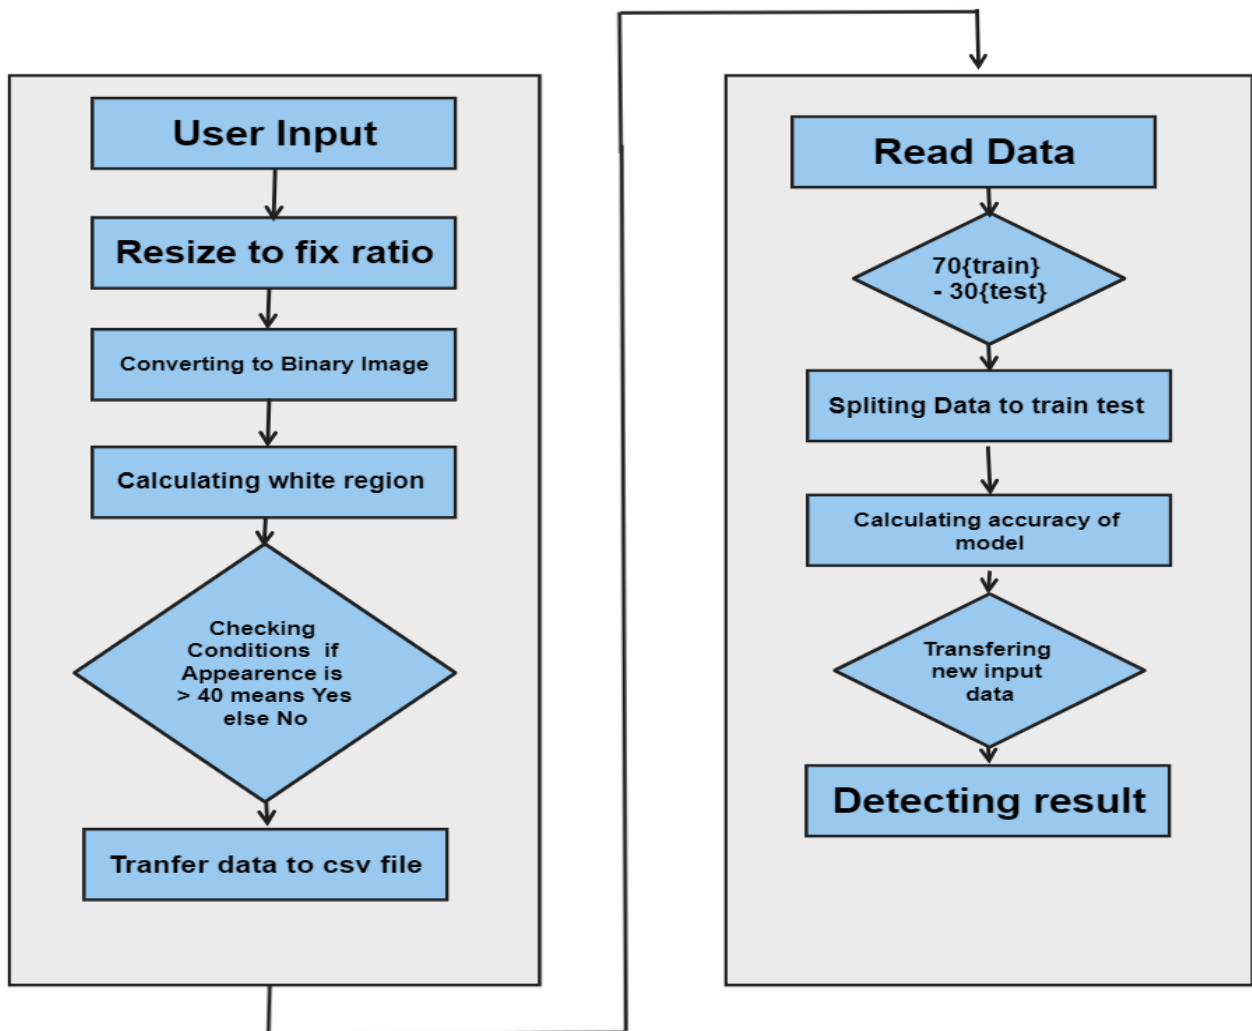 User Input
Resize to fix ratio
Converting to Binary Image
Calculating white region
Checking
Conditions if
Appearence is
> 40 means Yes
else No
Tranfer data to csv file
Read Data
70{train}
- 30{test}
Spliting Data to train test
Calculating accuracy of
model
Transfering
new input
data
Detecting result